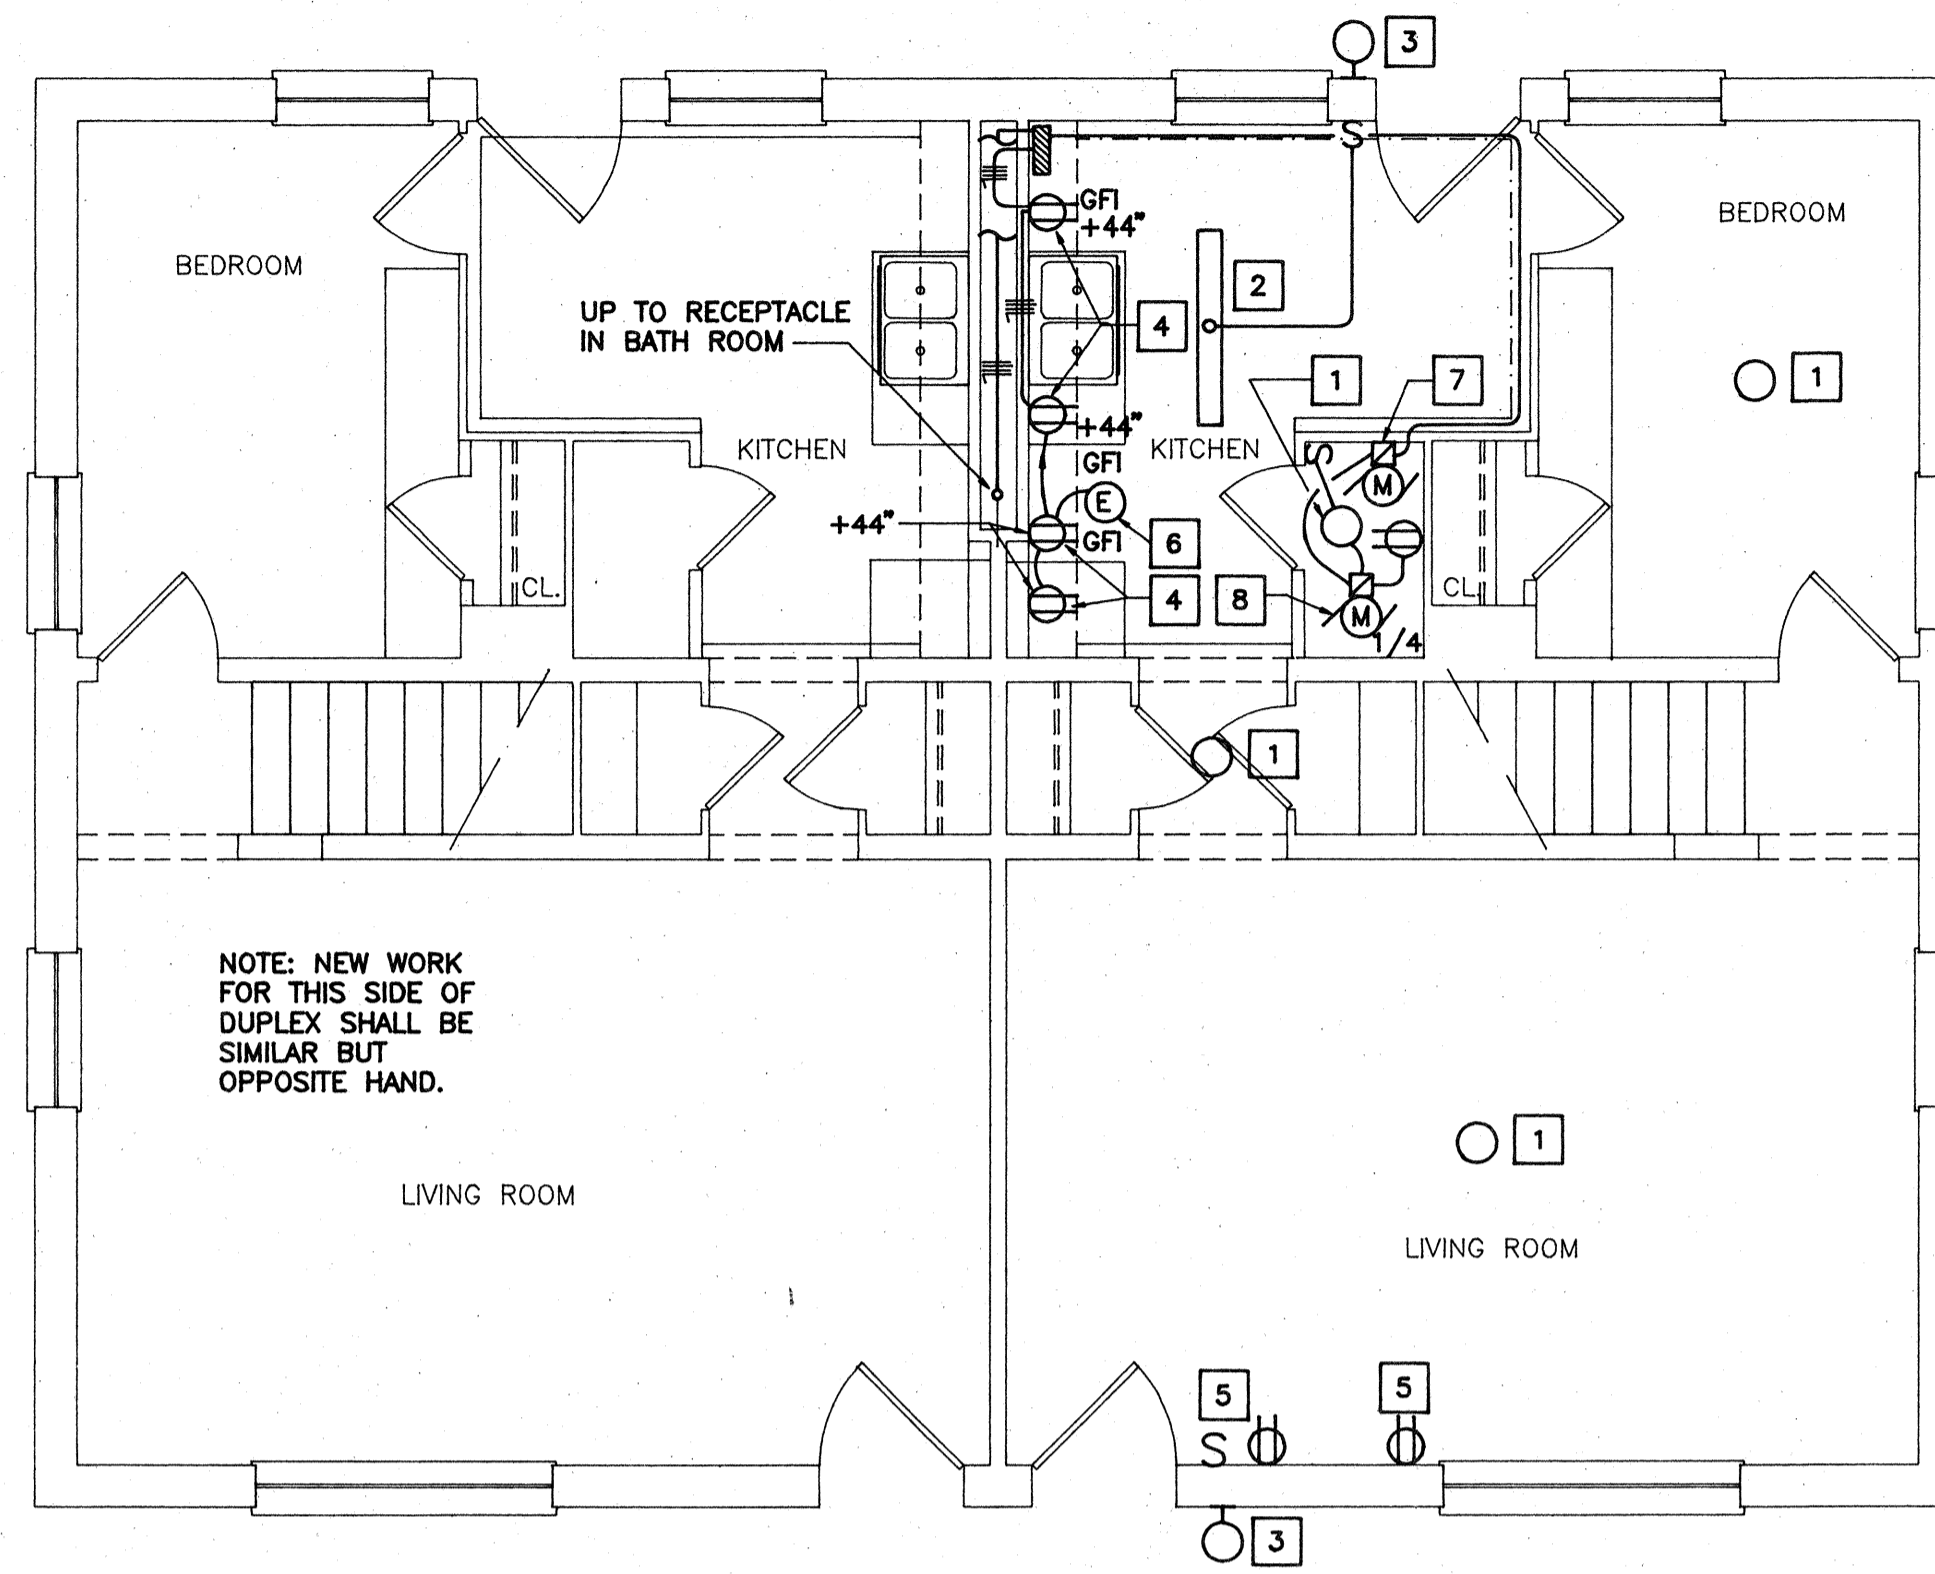 3
BEDROOM
GFI
+44"
BEDROOM
UP TO RECEPTACLE
IN BATH ROOM
2
4
1
7
1
KITCHEN
+44"
KITCHEN
GFI
S
S
M
E
+44"
GFI
6
CL.
4
8
M
1/4
CL.
1
NOTE: NEW WORK
FOR THIS SIDE OF
DUPLEX SHALL BE
SIMILAR BUT
OPPOSITE HAND.
1
LIVING ROOM
LIVING ROOM
5
5
S
3